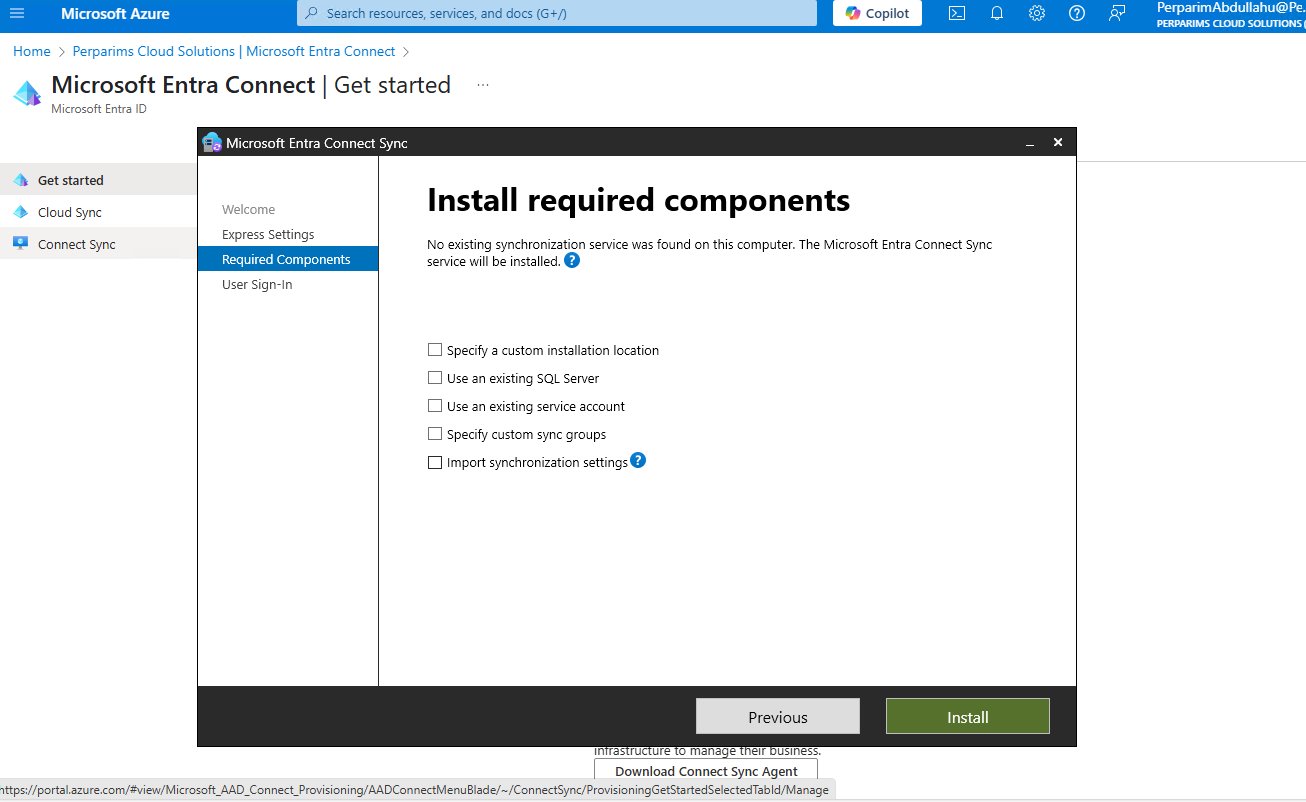 Microsoft Azure
Search resources, services, and docs (G+/)
Copilot
PerparimAbdullahu@Pe...
PERPARIMS CLOUD SOLUTIONS (
Home > Perparims Cloud Solutions | Microsoft Entra Connect >
Microsoft Entra Connect | Get started ...
Microsoft Entra ID
Get started
Cloud Sync
Connect Sync
Microsoft Entra Connect Sync
Welcome
Express Settings
Required Components
User Sign-In
Install required components
No existing synchronization service was found on this computer. The Microsoft Entra Connect Sync
service will be installed. ?
Specify a custom installation location
Use an existing SQL Server
Use an existing service account
Specify custom sync groups
Import synchronization settings ?
Previous
Install
infrastructure to manage their business.
Download Connect Sync Agent
https://portal.azure.com/#view/Microsoft_AAD_Connect_Provisioning/AADConnectMenuBlade/~/ConnectSync/ProvisioningGetStartedSelectedTabId/Manage